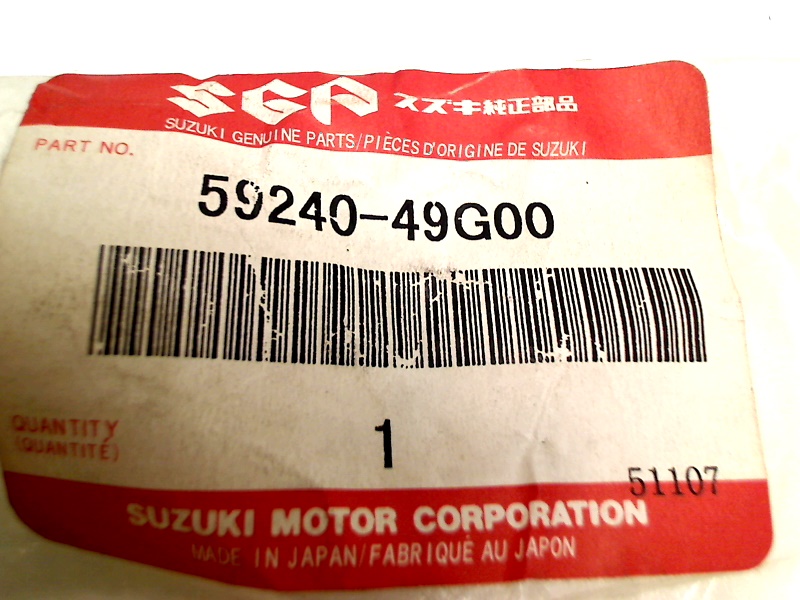 SGP スズキ純正部品
SUZUKI GENUINE PARTS/PIÈCES D'ORIGINE DE SUZUKI
PART NO.
59240-49G00
QUANTITY
(QUANTITÉ)
1
51107
SUZUKI MOTOR CORPORATION
MADE IN JAPAN/FABRIQUÉ AU JAPON